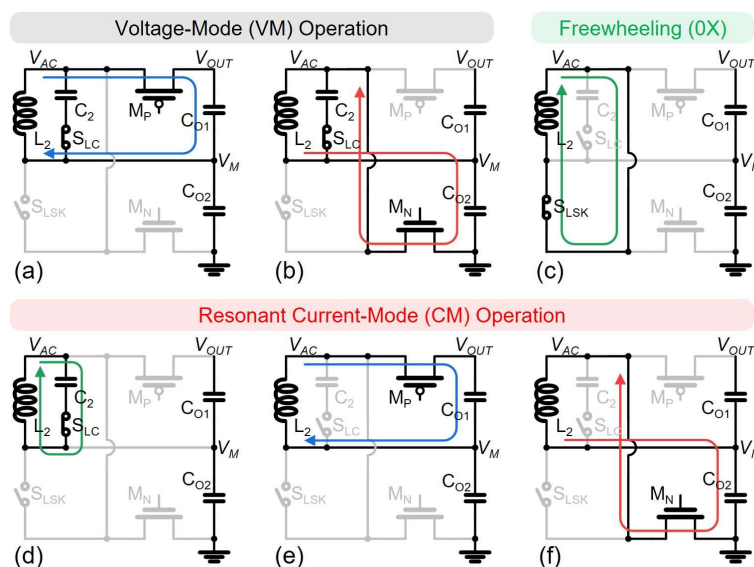 Voltage-Mode (VM) Operation
Freewheeling (0X)
V_AC V_OUT V_AC V_OUT V_AC V_OUT
C_2 M_P C_O1 C_2 M_P C_O1 C_2 M_P C_O1
L_2 S_LC V_M L_2 S_LC V_M L_2 S_LC
S_LSK M_N C_O2 S_LSK M_N C_O2 S_LSK M_N C_O2
(a) (b) (c)
Resonant Current-Mode (CM) Operation
V_AC V_OUT V_AC V_OUT V_AC V_OUT
C_2 M_P C_O1 C_2 M_P C_O1 C_2 M_P C_O1
L_2 S_LC V_M L_2 S_LC V_M L_2 S_LC
S_LSK M_N C_O2 S_LSK M_N C_O2 S_LSK M_N C_O2
(d) (e) (f)